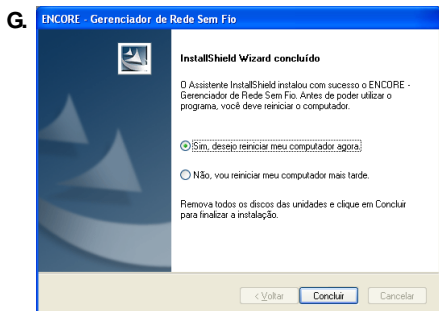 G.
ENCORE - Gerenciador de Rede Sem Fio
InstallShield Wizard concluído
O Assistente InstallShield instalou com sucesso o ENCORE -
Gerenciador de Rede Sem Fio. Antes de poder utilizar o
programa, você deve reiniciar o computador.
Sim, desejo reiniciar meu computador agora.
Não, vou reiniciar meu computador mais tarde.
Remova todos os discos das unidades e clique em Concluir
para finalizar a instalação.
< Voltar Concluir Cancelar